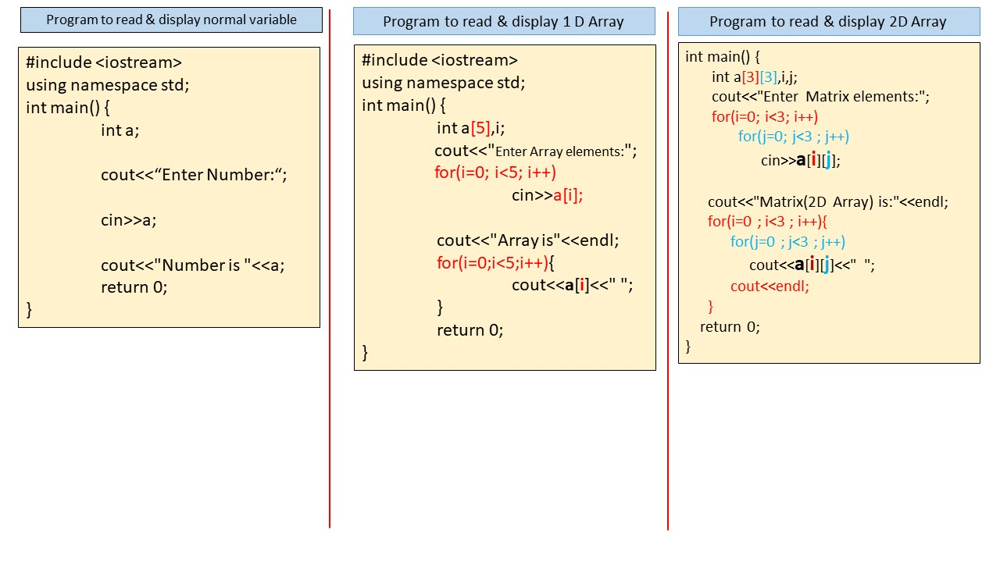 Program to read & display normal variable
#include <iostream>
using namespace std;
int main() {
int a;
cout<<“Enter Number:“;
cin>>a;
cout<<"Number is "<<a;
return 0;
}
Program to read & display 1 D Array
#include <iostream>
using namespace std;
int main() {
int a[5],i;
cout<<"Enter Array elements:";
for(i=0; i<5; i++)
cin>>a[i];
cout<<"Array is"<<endl;
for(i=0;i<5;i++){
cout<<a[i]<<" ";
}
return 0;
}
Program to read & display 2D Array
int main() {
int a[3][3],i,j;
cout<<"Enter Matrix elements:";
for(i=0; i<3; i++)
for(j=0; j<3 ; j++)
cin>>a[i][j];
cout<<"Matrix(2D Array) is:"<<endl;
for(i=0 ; i<3 ; i++){
for(j=0 ; j<3 ; j++)
cout<<a[i][j]<<" ";
cout<<endl;
}
return 0;
}